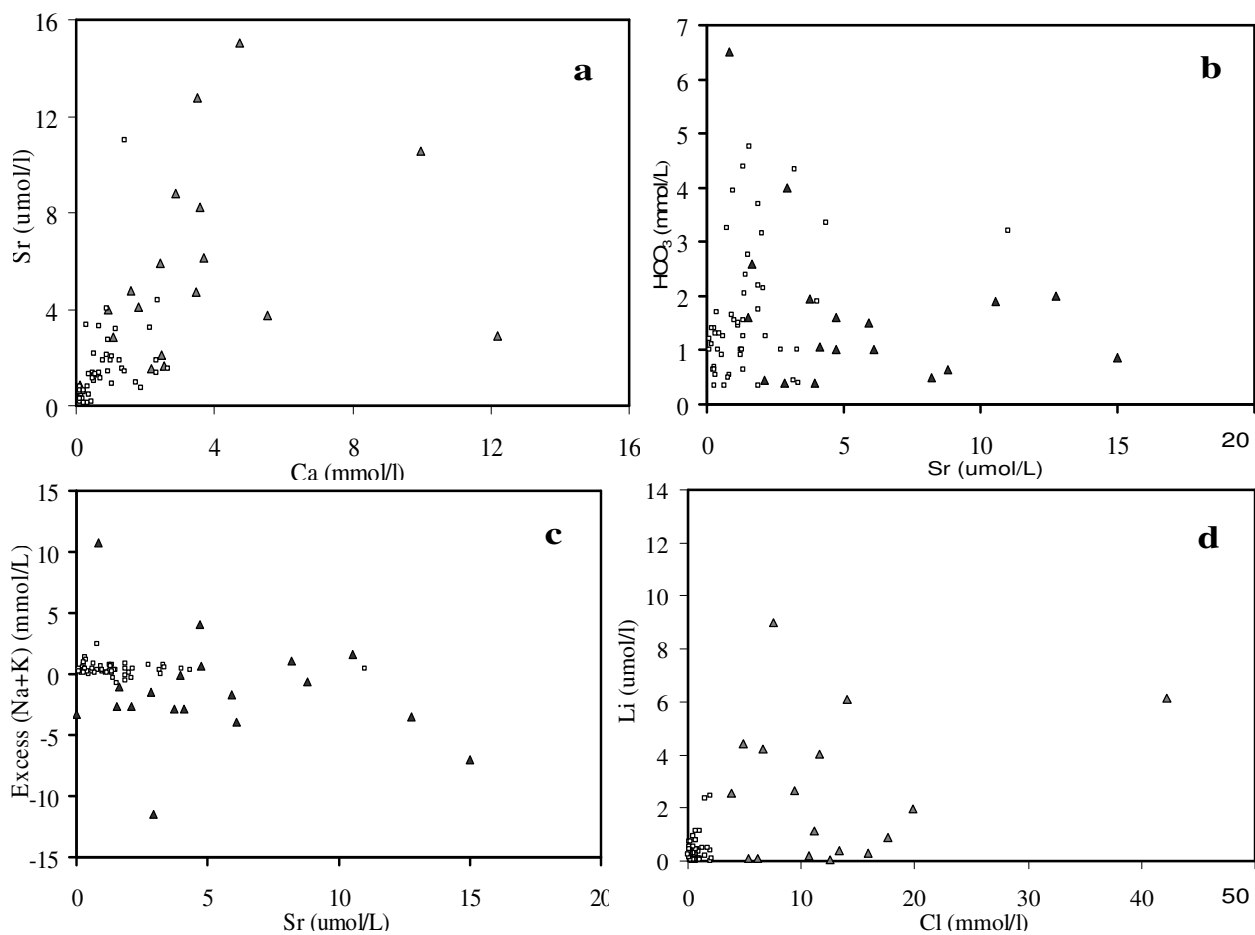 16
12
8
4
0
Sr (umol/l)
a
0 4 8 12 16
Ca (mmol/l)
7
6
5
4
3
2
1
0
HCO3 (mmol/L)
b
0 5 10 15 20
Sr (umol/L)
15
10
5
0
-5
-10
-15
Excess (Na+K) (mmol/L)
c
0 5 10 15 20
Sr (umol/L)
14
12
10
8
6
4
2
0
Li (umol/l)
d
0 10 20 30 40 50
Cl (mmol/l)